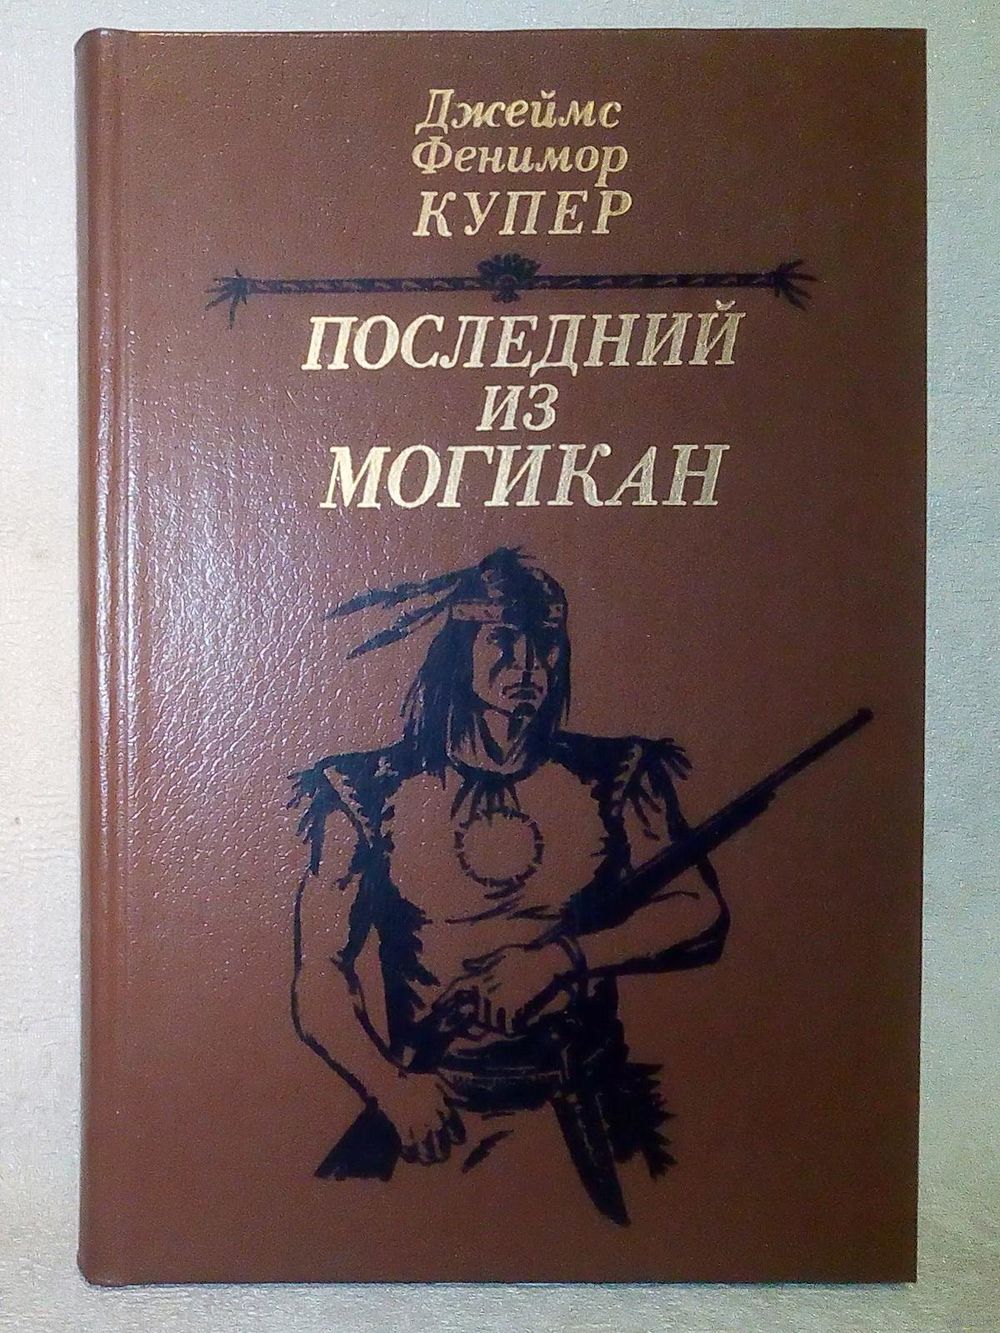 Джеймс
Фенимор
КУПЕР
ПОСЛЕДНИЙ
ИЗ
МОГИКАН